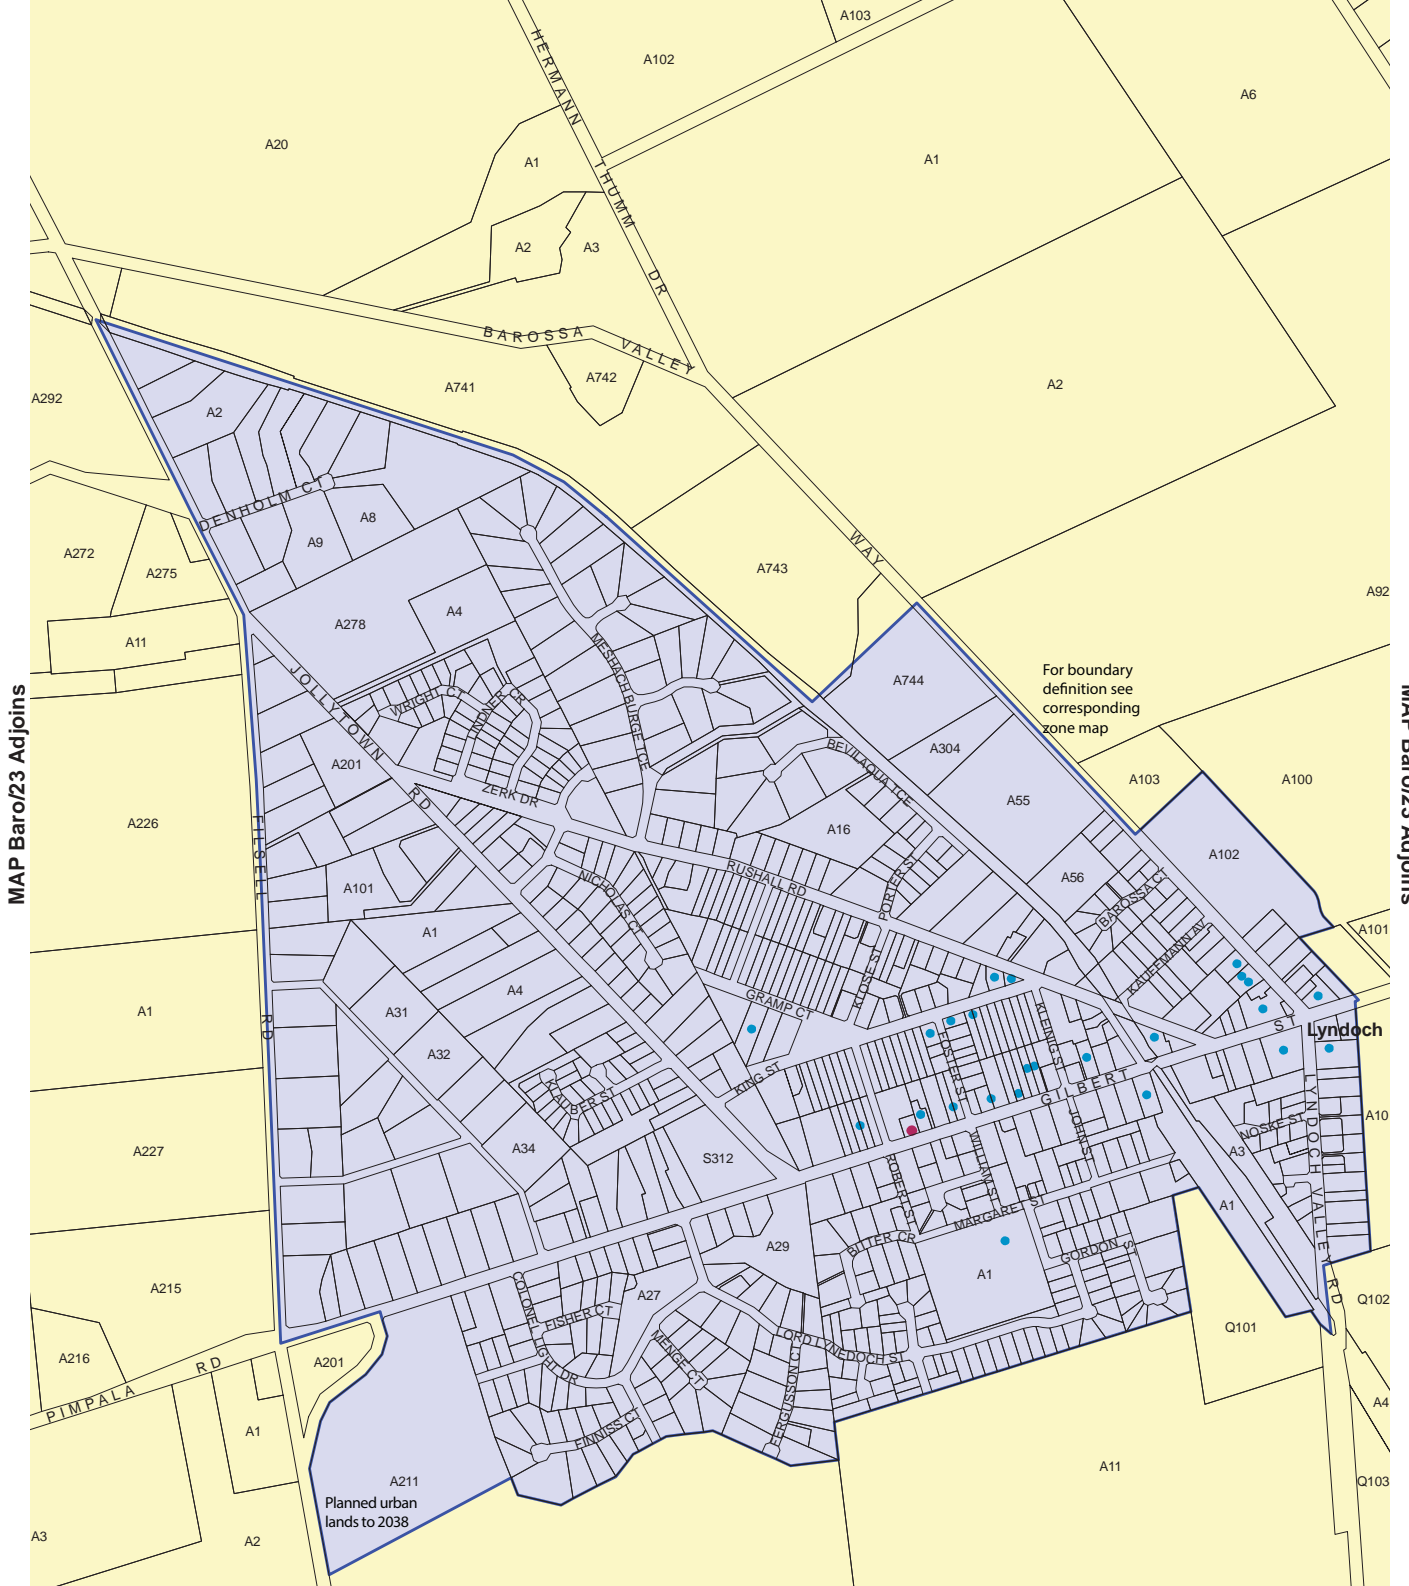 A103
A102
HERMANN THUMM DR
A6
A20
A1
A1
A2
A3
BAROSSA VALLEY WAY
A742
A741
A2
A292
A2
DENHOLM CT
A8
A9
A272
A275
A743
A92
A11
A278
A4
MESHACH BURGE TCE
A744
For boundary
definition see
corresponding
zone map
JOLLYTOWN RD
WRIGHT CT
LINDNER CR
A201
ZERK DR
BEVILAQUA TCE
A304
A103
A100
A55
MAP Baro/23 Adjoins
MAP Baro/23 Adjoins
A226
FILSELL RD
A16
A102
RUSHALL RD
PORTER ST
A56
BAROSSA CT
A101
NICHOLAS CT
A1
KAUFFMANN AV
A101
A4
KLOSE ST
GRAMP CT
A1
A31
KLEINIG ST
Lyndoch
A32
FOSTER ST
KING ST
KLAUBER ST
GILBERT ST
JOHN ST
LYNDOCH VALLEY RD
NOSKE ST
A10
A227
A34
S312
A3
ROBERT ST
WILLIAM ST
A1
MARGARET ST
BITTER CR
A29
GORDON ST
A215
COLONEL LIGHT DR
A27
A1
Q102
FISHER CT
Q101
A216
A201
MENGE CT
LORD LYNEDOCH ST
PIMPALA RD
FERGUSSON CT
A4
A1
FINNISS CT
A11
A211
Q103
Planned urban
lands to 2038
A3
A2